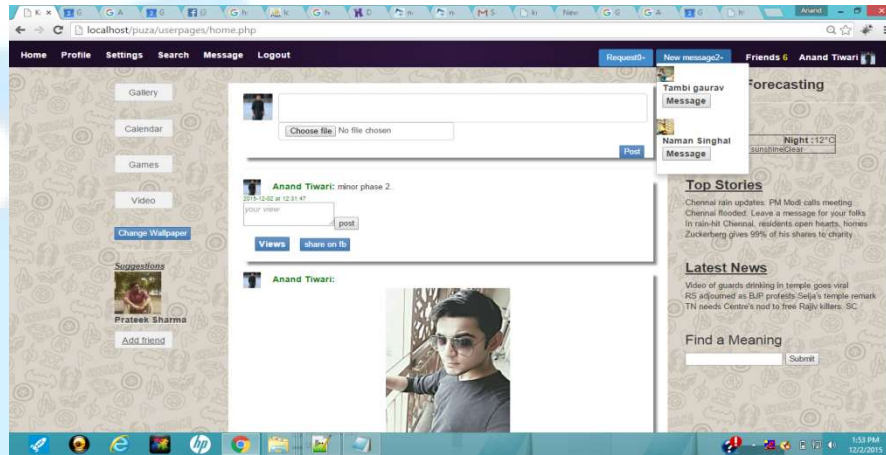 Anand
localhost/puza/userpages/home.php
Home Profile Settings Search Message Logout
Request0- New message2- Friends 6 Anand Tiwari
Gallery
Calendar
Games
Video
Change Wallpaper
Suggestions
Prateek Sharma
Add friend
Choose file No file chosen
Post
Anand Tiwari: minor phase 2.
2015-12-02 at 12:31:47
your view
post
Views share on fb
Anand Tiwari:
Tambi gaurav
Message
Naman Singhal
Message
Forecasting
Night :12°C
sunshineClear
Top Stories
Chennai rain updates: PM Modi calls meeting
Chennai flooded: Leave a message for your folks
In rain-hit Chennai, residents open hearts, homes
Zuckerberg gives 99% of his shares to charity
Latest News
Video of guards drinking in temple goes viral
RS adjourned as BJP protests Selja's temple remark
TN needs Centre's nod to free Rajiv killers: SC
Find a Meaning
Submit
1:53 PM
12/2/2015